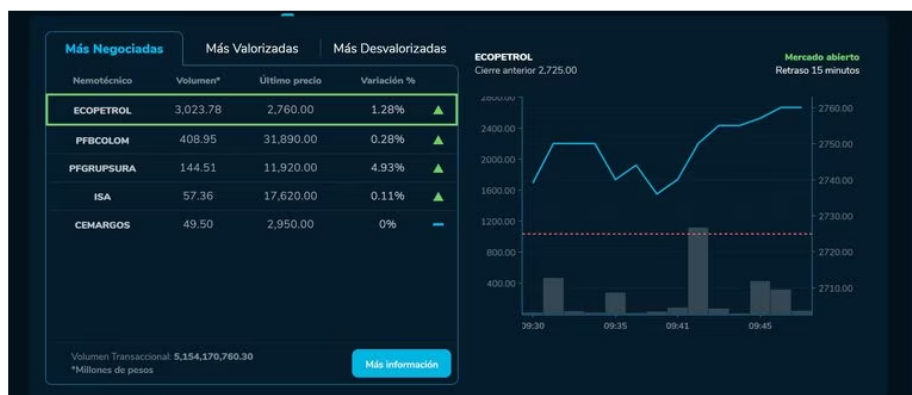 Más Negociadas Más Valorizadas Más Desvalorizadas
Nemotécnico Volumen* Último precio Variación %
ECOPETROL 3,023.78 2,760.00 1.28%
PFBCOLOM 408.95 31,890.00 0.28%
PFGRUPSURA 144.51 11,920.00 4.93%
ISA 57.36 17,620.00 0.11%
CEMARGOS 49.50 2,950.00 0%
Volumen Transaccional: 5,154,170,760.30
*Millones de pesos
Más información
ECOPETROL Mercado abierto
Cierre anterior 2,725.00 Retraso 15 minutos
2800.00
2760.00
2400.00
2750.00
2000.00
2740.00
1600.00
2730.00
1200.00
2720.00
800.00
2710.00
400.00
09:30 09:35 09:41 09:45